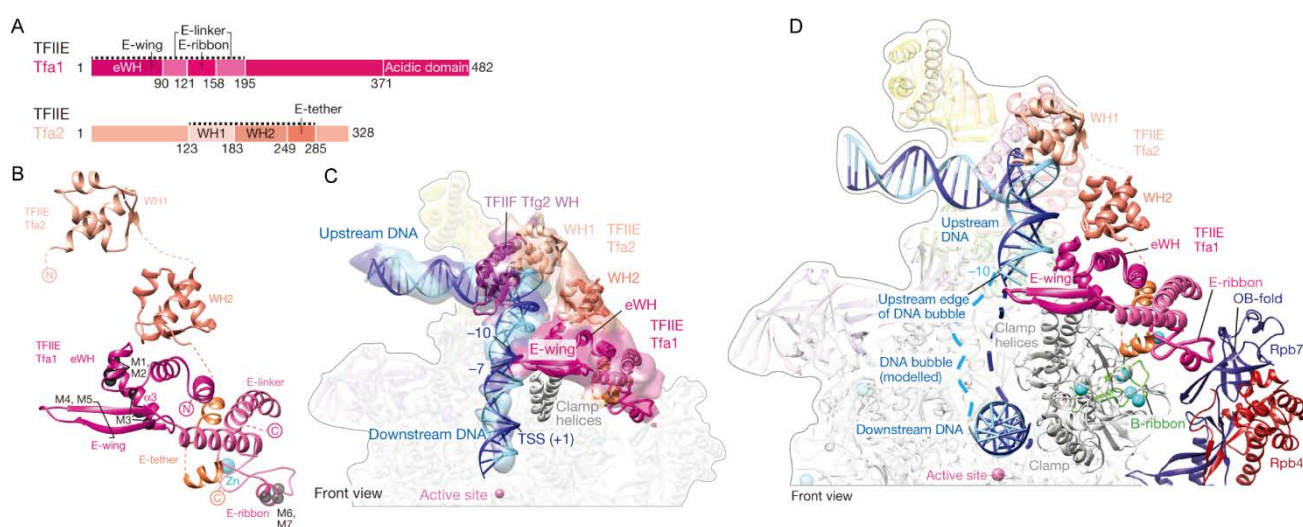 A
TFIIE
Tfa1
1
E-wing
E-linker
E-ribbon
eWH
Acidic domain
482
90
121
158
195
371
TFIIE
Tfa2
1
E-tether
WH1
WH2
328
123
183
249
285
B
WH1
TFIIE
Tfa2
N
WH2
TFIIE
Tfa1
eWH
M1,
M2
α3
M4, M5
M3
N
E-linker
E-wing
C
E-tether
Zn
C
E-ribbon
M6,
M7
C
TFIIF Tfg2 WH
Upstream DNA
WH1
TFIIE
Tfa2
WH2
eWH
–10
TFIIE
Tfa1
E-wing
–7
Clamp
helices
Downstream DNA
TSS (+1)
Front view
Active site
D
WH1
TFIIE
Tfa2
WH2
Upstream
DNA
TFIIE
Tfa1
eWH
–10
E-wing
E-ribbon
OB-fold
Upstream edge
of DNA bubble
Clamp
helices
Rpb7
DNA bubble
(modelled)
Downstream DNA
B-ribbon
Clamp
Rpb4
Active site
Front view